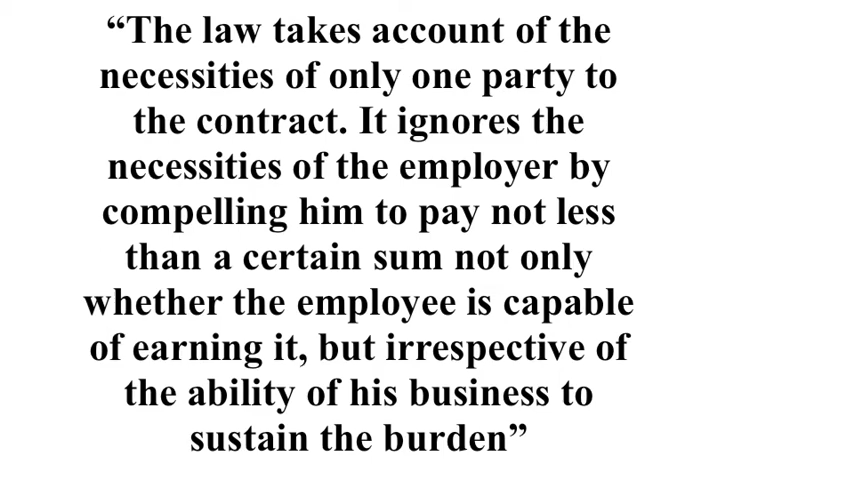 “The law takes account of the
necessities of only one party to
the contract. It ignores the
necessities of the employer by
compelling him to pay not less
than a certain sum not only
whether the employee is capable
of earning it, but irrespective of
the ability of his business to
sustain the burden”